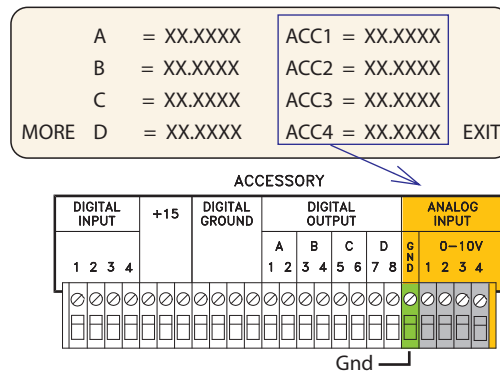 A = XX.XXXX ACC1 = XX.XXXX
B = XX.XXXX ACC2 = XX.XXXX
C = XX.XXXX ACC3 = XX.XXXX
MORE D = XX.XXXX ACC4 = XX.XXXX EXIT
ACCESSORY
DIGITAL INPUT +15 DIGITAL GROUND DIGITAL OUTPUT ANALOG INPUT
A B C D GND 0-10V
1 2 3 4 1 2 3 4 5 6 7 8 1 2 3 4
Gnd